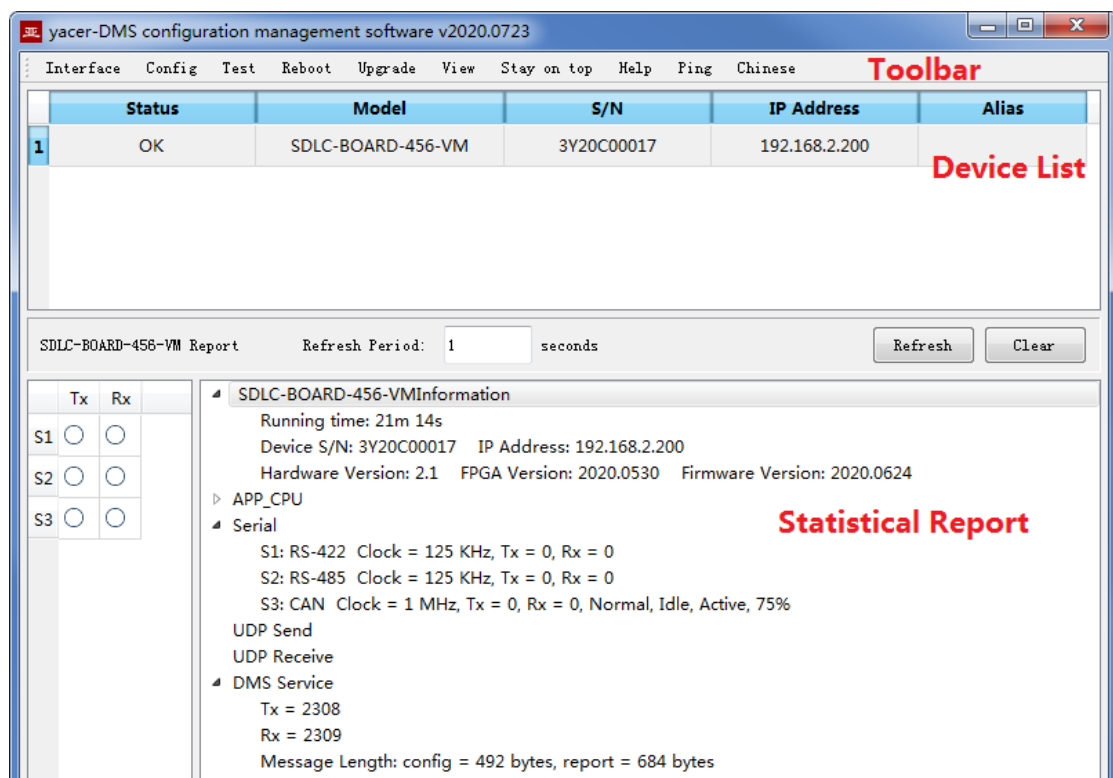 亚 yacer-DMS configuration management software v2020.0723
Interface Config Test Reboot Upgrade View Stay on top Help Ping Chinese Toolbar
Status Model S/N IP Address Alias
1 OK SDLC-BOARD-456-VM 3Y20C00017 192.168.2.200
Device List
SDLC-BOARD-456-VM Report Refresh Period: 1 seconds Refresh Clear
Tx Rx
S1
S2
S3
SDLC-BOARD-456-VMInformation
Running time: 21m 14s
Device S/N: 3Y20C00017 IP Address: 192.168.2.200
Hardware Version: 2.1 FPGA Version: 2020.0530 Firmware Version: 2020.0624
APP_CPU
Serial
Statistical Report
S1: RS-422 Clock = 125 KHz, Tx = 0, Rx = 0
S2: RS-485 Clock = 125 KHz, Tx = 0, Rx = 0
S3: CAN Clock = 1 MHz, Tx = 0, Rx = 0, Normal, Idle, Active, 75%
UDP Send
UDP Receive
DMS Service
Tx = 2308
Rx = 2309
Message Length: config = 492 bytes, report = 684 bytes